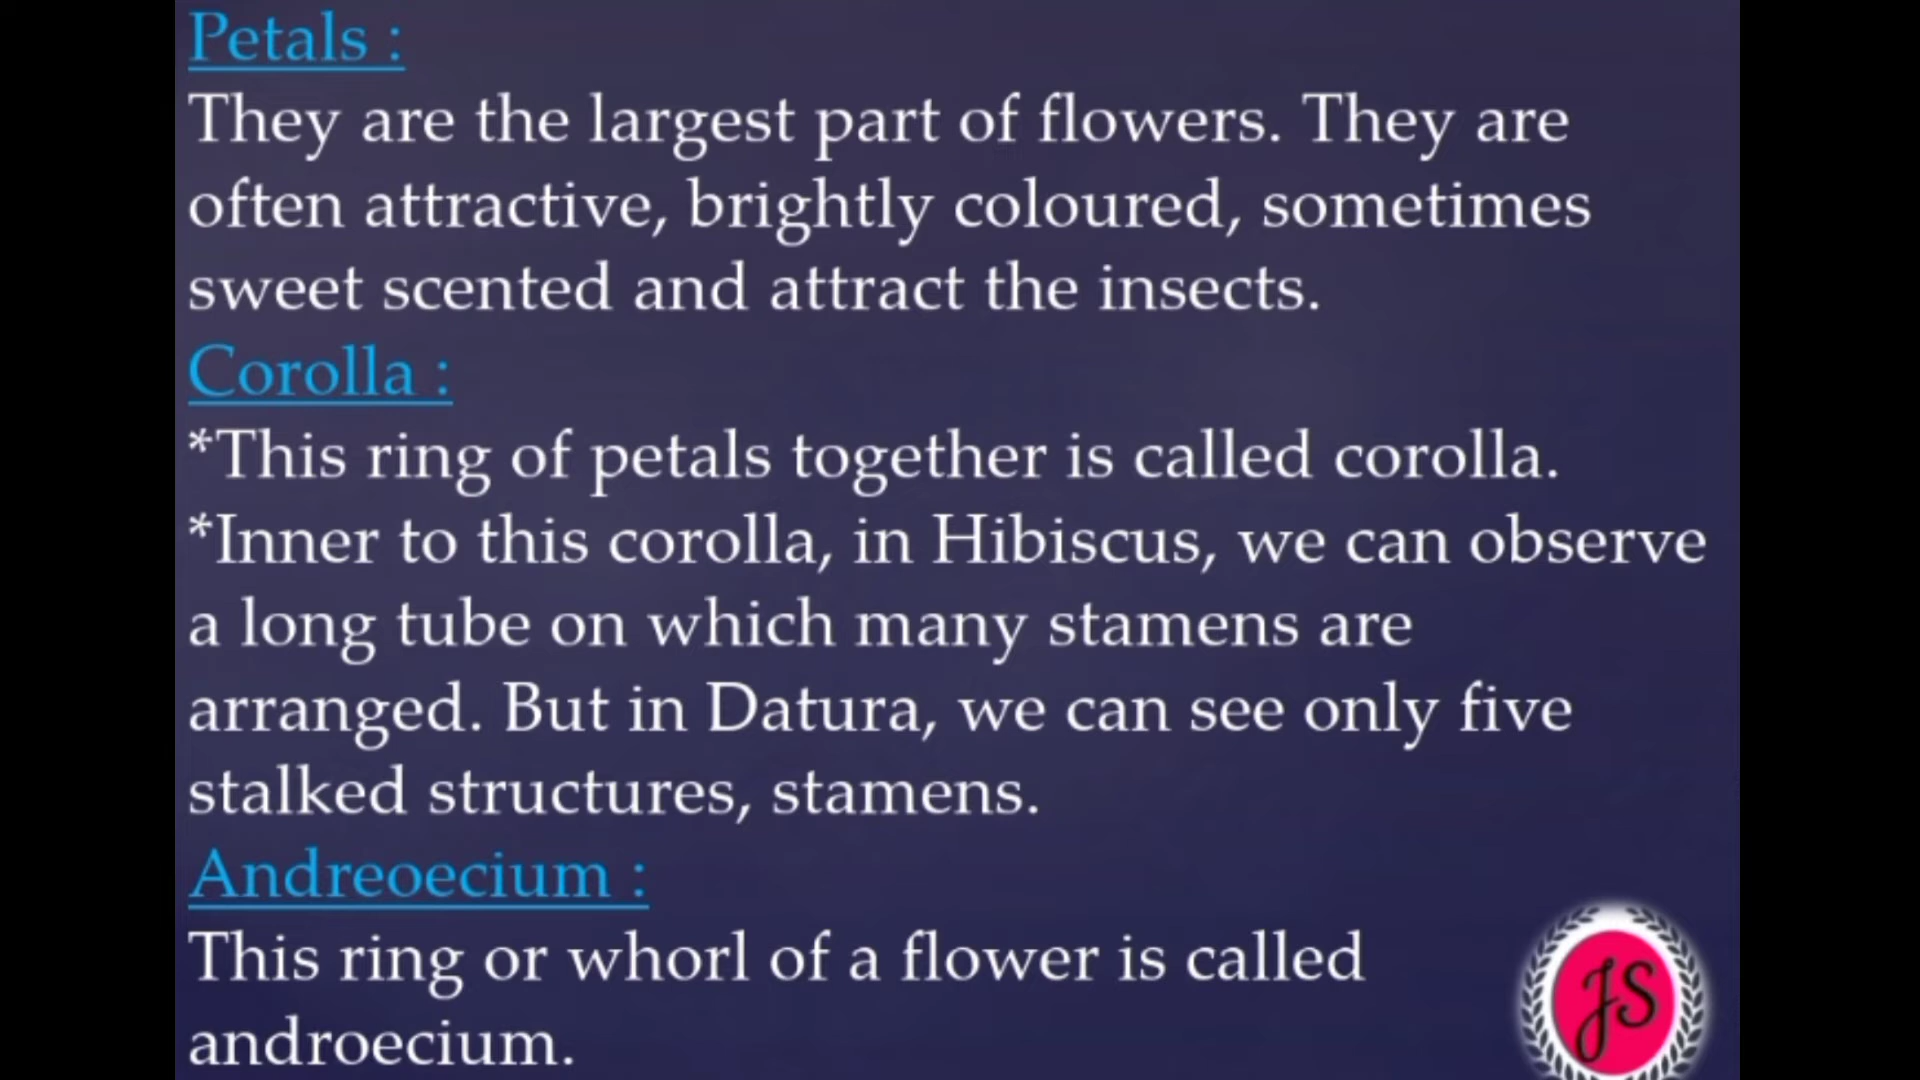 Petals :
They are the largest part of flowers. They are
often attractive, brightly coloured, sometimes
sweet scented and attract the insects.
Corolla :
*This ring of petals together is called corolla.
*Inner to this corolla, in Hibiscus, we can observe
a long tube on which many stamens are
arranged. But in Datura, we can see only five
stalked structures, stamens.
Andreoecium :
This ring or whorl of a flower is called
androecium.
JS